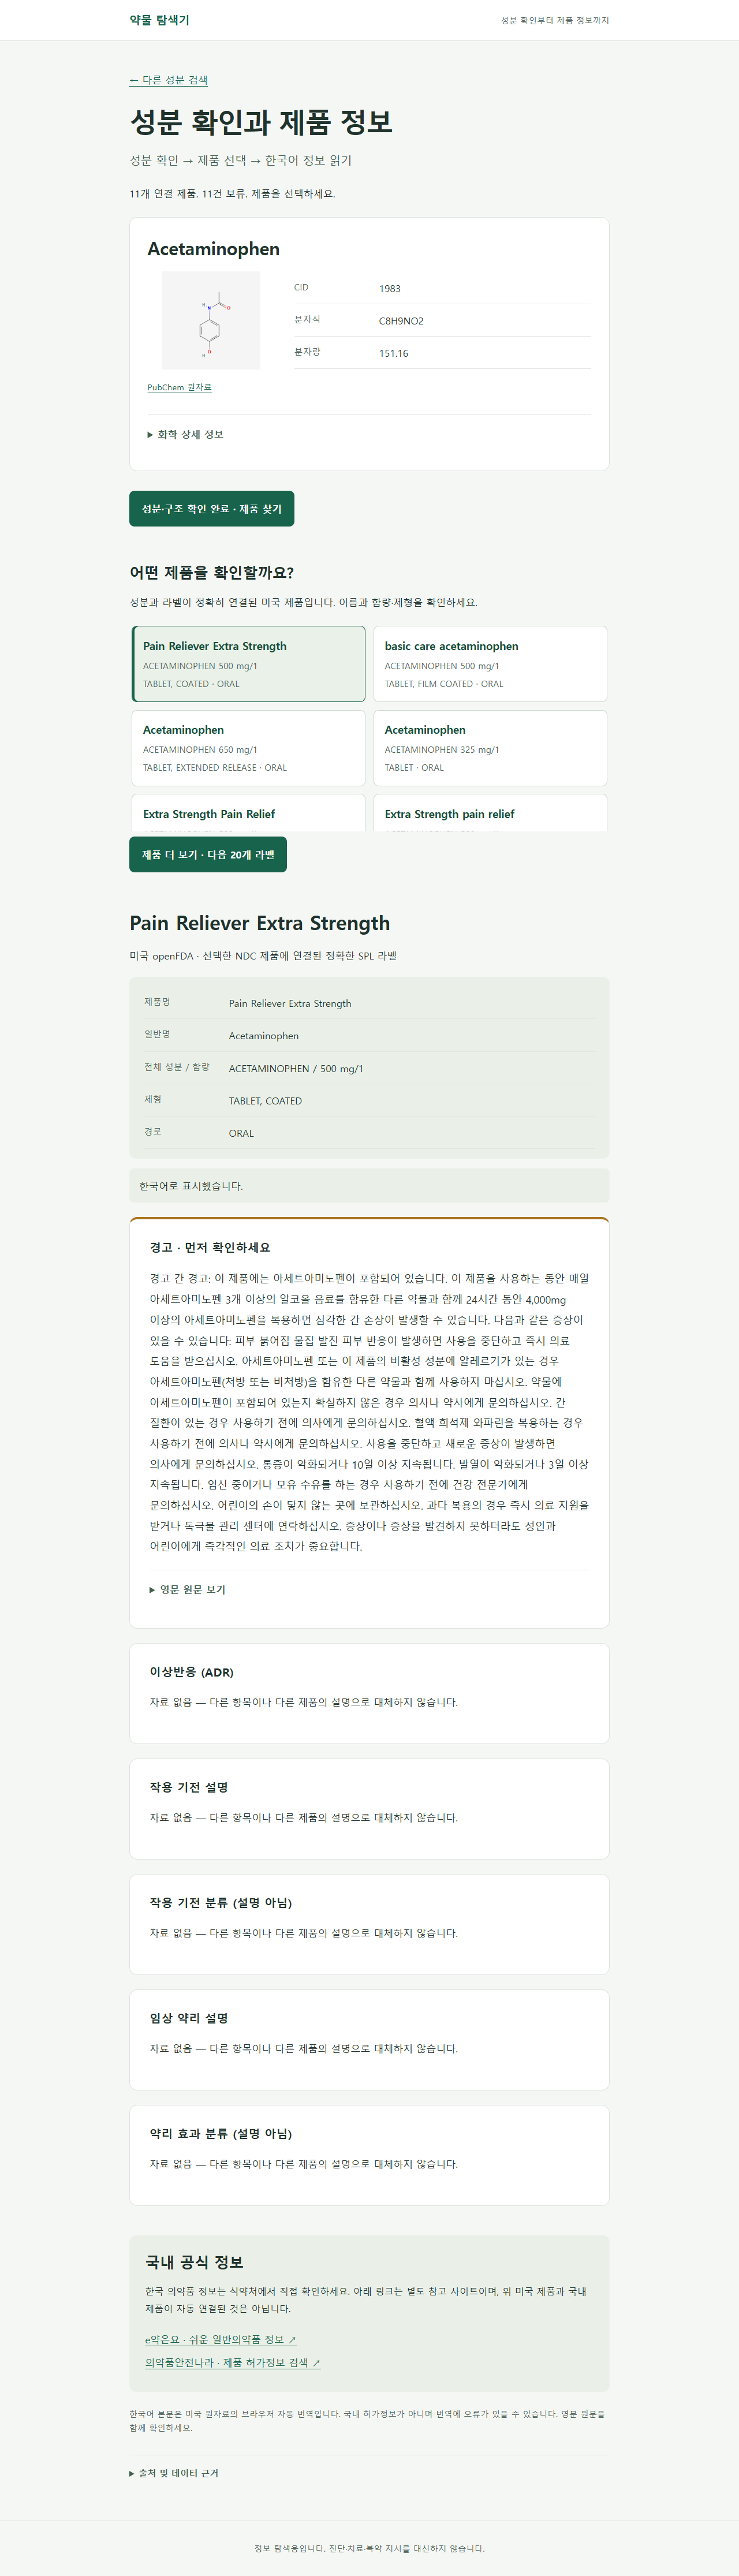 약물 탐색기
성분 확인부터 제품 정보까지
← 다른 성분 검색
성분 확인과 제품 정보
성분 확인 → 제품 선택 → 한국어 정보 읽기
11개 연결 제품. 11건 보류. 제품을 선택하세요.
Acetaminophen
H
N
O
O
H
CID 1983
분자식 C8H9NO2
분자량 151.16
PubChem 원자료
▶ 화학 상세 정보
성분·구조 확인 완료 · 제품 찾기
어떤 제품을 확인할까요?
성분과 라벨이 정확히 연결된 미국 제품입니다. 이름과 함량·제형을 확인하세요.
Pain Reliever Extra Strength
ACETAMINOPHEN 500 mg/1
TABLET, COATED · ORAL
basic care acetaminophen
ACETAMINOPHEN 500 mg/1
TABLET, FILM COATED · ORAL
Acetaminophen
ACETAMINOPHEN 650 mg/1
TABLET, EXTENDED RELEASE · ORAL
Acetaminophen
ACETAMINOPHEN 325 mg/1
TABLET · ORAL
Extra Strength Pain Relief
Extra Strength pain relief
제품 더 보기 · 다음 20개 라벨
Pain Reliever Extra Strength
미국 openFDA · 선택한 NDC 제품에 연결된 정확한 SPL 라벨
제품명 Pain Reliever Extra Strength
일반명 Acetaminophen
전체 성분 / 함량 ACETAMINOPHEN / 500 mg/1
제형 TABLET, COATED
경로 ORAL
한국어로 표시했습니다.
경고 · 먼저 확인하세요
경고 간 경고: 이 제품에는 아세트아미노펜이 포함되어 있습니다. 이 제품을 사용하는 동안 매일
아세트아미노펜 3개 이상의 알코올 음료를 함유한 다른 약물과 함께 24시간 동안 4,000mg
이상의 아세트아미노펜을 복용하면 심각한 간 손상이 발생할 수 있습니다. 다음과 같은 증상이
있을 수 있습니다: 피부 붉어짐 물집 발진 피부 반응이 발생하면 사용을 중단하고 즉시 의료
도움을 받으십시오. 아세트아미노펜 또는 이 제품의 비활성 성분에 알레르기가 있는 경우
아세트아미노펜(처방 또는 비처방)을 함유한 다른 약물과 함께 사용하지 마십시오. 약물에
아세트아미노펜이 포함되어 있는지 확실하지 않은 경우 의사나 약사에게 문의하십시오. 간
질환이 있는 경우 사용하기 전에 의사에게 문의하십시오. 혈액 희석제 와파린을 복용하는 경우
사용하기 전에 의사나 약사에게 문의하십시오. 사용을 중단하고 새로운 증상이 발생하면
의사에게 문의하십시오. 통증이 악화되거나 10일 이상 지속됩니다. 발열이 악화되거나 3일 이상
지속됩니다. 임신 중이거나 모유 수유를 하는 경우 사용하기 전에 건강 전문가에게
문의하십시오. 어린이의 손이 닿지 않는 곳에 보관하십시오. 과다 복용의 경우 즉시 의료 지원을
받거나 독극물 관리 센터에 연락하십시오. 증상이나 증상을 발견하지 못하더라도 성인과
어린이에게 즉각적인 의료 조치가 중요합니다.
▶ 영문 원문 보기
이상반응 (ADR)
자료 없음 — 다른 항목이나 다른 제품의 설명으로 대체하지 않습니다.
작용 기전 설명
자료 없음 — 다른 항목이나 다른 제품의 설명으로 대체하지 않습니다.
작용 기전 분류 (설명 아님)
자료 없음 — 다른 항목이나 다른 제품의 설명으로 대체하지 않습니다.
임상 약리 설명
자료 없음 — 다른 항목이나 다른 제품의 설명으로 대체하지 않습니다.
약리 효과 분류 (설명 아님)
자료 없음 — 다른 항목이나 다른 제품의 설명으로 대체하지 않습니다.
국내 공식 정보
한국 의약품 정보는 식약처에서 직접 확인하세요. 아래 링크는 별도 참고 사이트이며, 위 미국 제품과 국내
제품이 자동 연결된 것은 아닙니다.
e약은요 · 쉬운 일반의약품 정보 ↗
의약품안전나라 · 제품 허가정보 검색 ↗
한국어 본문은 미국 원자료의 브라우저 자동 번역입니다. 국내 허가정보가 아니며 번역에 오류가 있을 수 있습니다. 영문 원문을
함께 확인하세요.
▶ 출처 및 데이터 근거
정보 탐색용입니다. 진단·치료·복약 지시를 대신하지 않습니다.